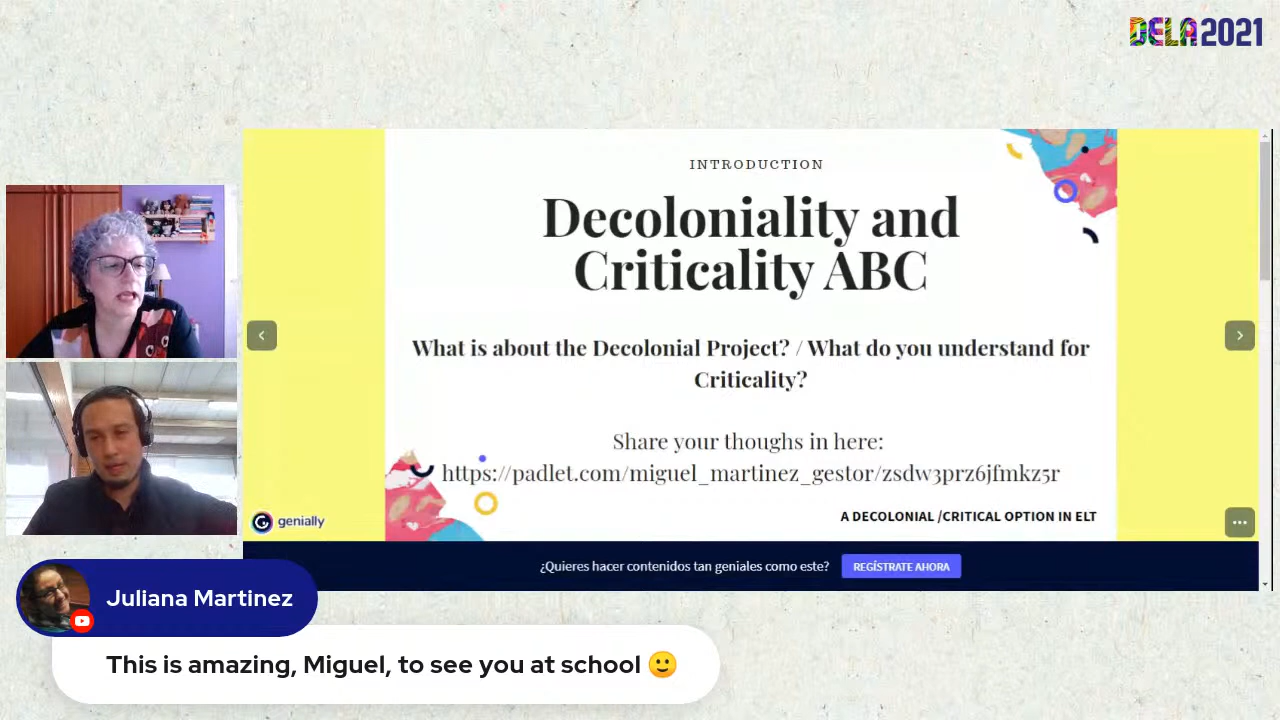 DELA 2021
INTRODUCTION
Decoloniality and
Criticality ABC
What is about the Decolonial Project? / What do you understand for
Criticality?
Share your thoughs in here:
https://padlet.com/miguel_martinez_gestor/zsdw3prz6jfmkz5r
A DECOLONIAL /CRITICAL OPTION IN ELT
genially
¿Quieres hacer contenidos tan geniales como este? REGÍSTRATE AHORA
Juliana Martinez
This is amazing, Miguel, to see you at school 🙂